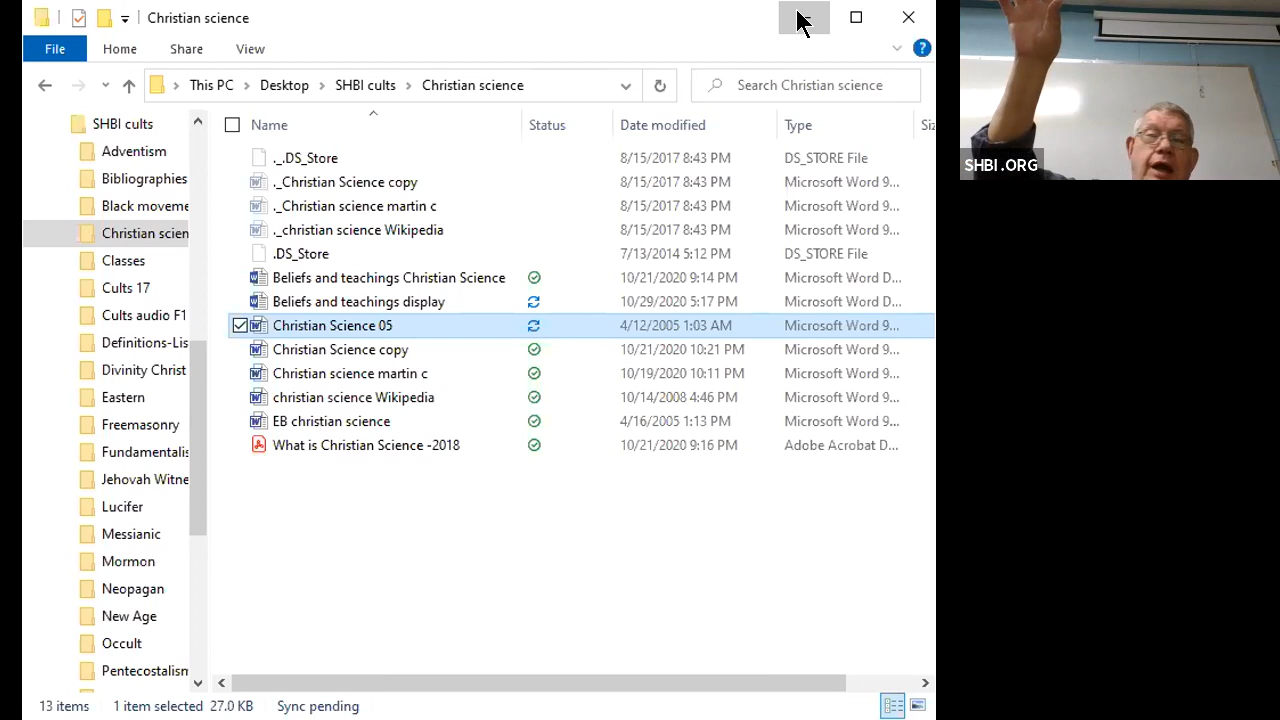 Christian science
File Home Share View
This PC Desktop SHBI cults Christian science Search Christian science
Name Status Date modified Type Siz
SHBI cults
Adventism
Bibliographies
Black moveme
Christian scien
Classes
Cults 17
Cults audio F1
Definitions-Lis
Divinity Christ
Eastern
Freemasonry
Fundamentalis
Jehovah Witne
Lucifer
Messianic
Mormon
Neopagan
New Age
Occult
Pentecostalism
._.DS_Store 8/15/2017 8:43 PM DS_STORE File
._Christian Science copy 8/15/2017 8:43 PM Microsoft Word 9...
._Christian science martin c 8/15/2017 8:43 PM Microsoft Word 9...
._christian science Wikipedia 8/15/2017 8:43 PM Microsoft Word 9...
.DS_Store 7/13/2014 5:12 PM DS_STORE File
Beliefs and teachings Christian Science 10/21/2020 9:14 PM Microsoft Word D...
Beliefs and teachings display 10/29/2020 5:17 PM Microsoft Word D...
Christian Science 05 4/12/2005 1:03 AM Microsoft Word 9...
Christian Science copy 10/21/2020 10:21 PM Microsoft Word 9...
Christian science martin c 10/19/2020 10:11 PM Microsoft Word 9...
christian science Wikipedia 10/14/2008 4:46 PM Microsoft Word 9...
EB christian science 4/16/2005 1:13 PM Microsoft Word 9...
What is Christian Science -2018 10/21/2020 9:16 PM Adobe Acrobat D...
13 items 1 item selected 27.0 KB Sync pending
SHBI.ORG